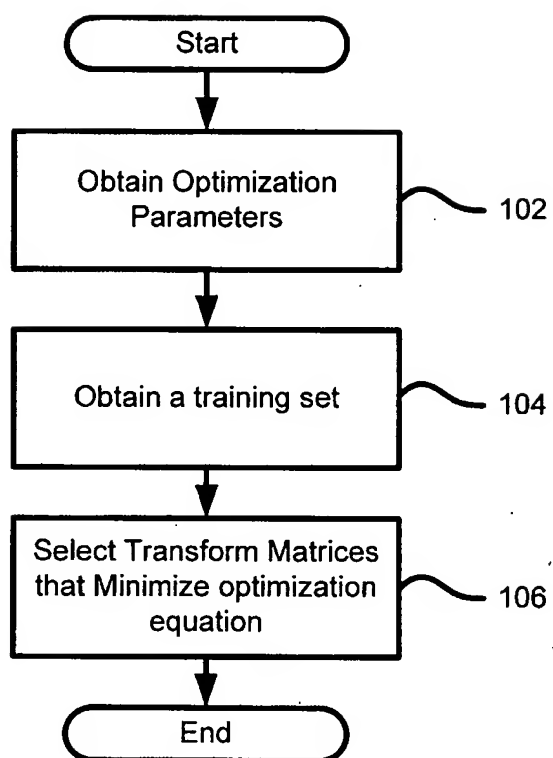 Start
Obtain Optimization
Parameters
102
Obtain a training set
104
Select Transform Matrices
that Minimize optimization
equation
106
End